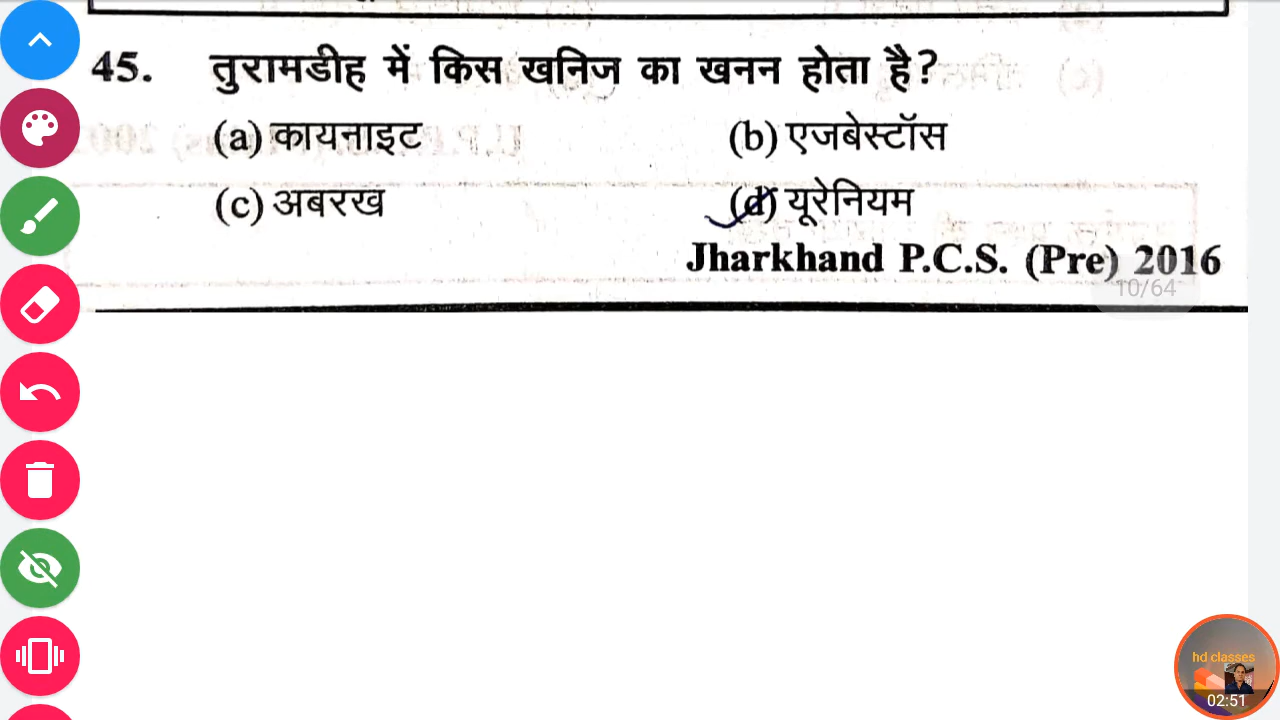 45. तुरामडीह में किस खनिज का खनन होता है?
(a) कायनाइट (b) एजबेस्टॉस
(c) अबरख (d) यूरेनियम
Jharkhand P.C.S. (Pre) 2016
10/64
hd classes
02:51